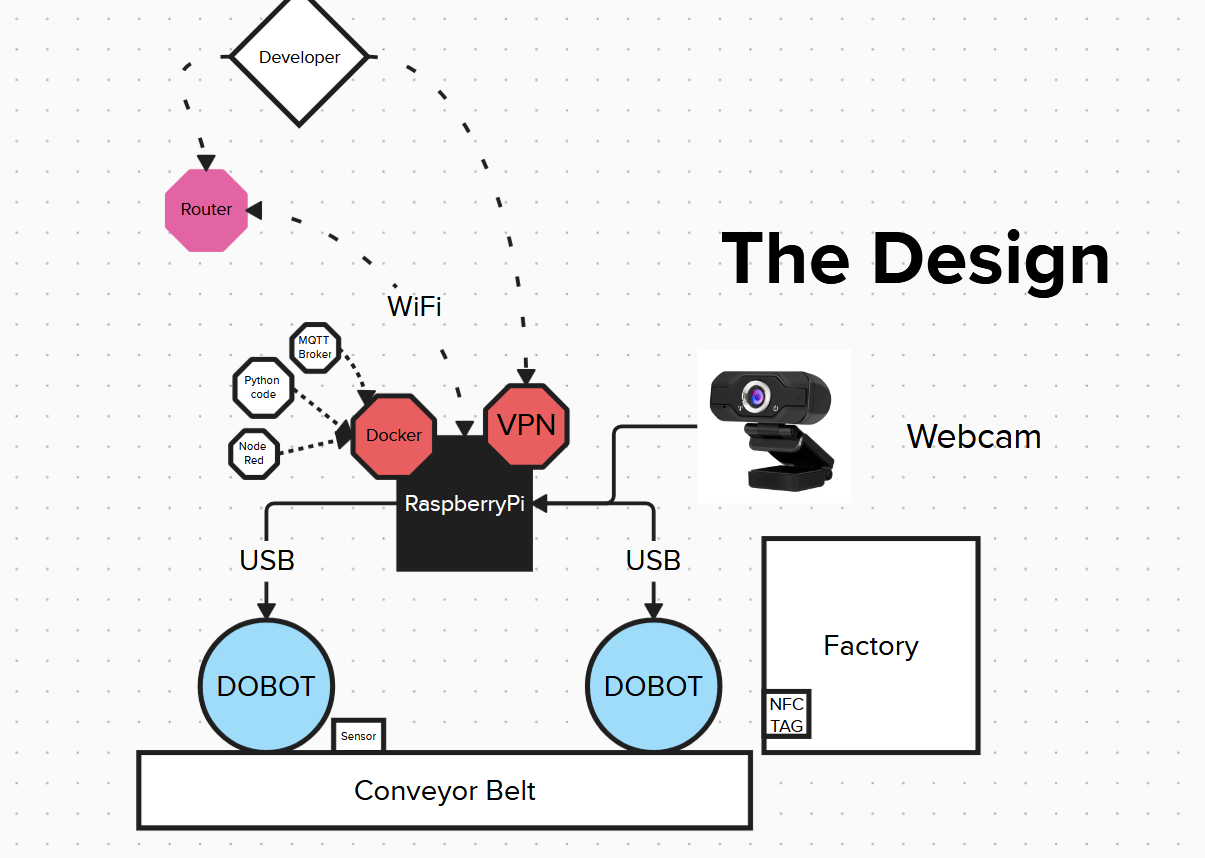 Developer
Router
The Design
WiFi
MQTT
Broker
Python
code
Node
Red
Docker
VPN
Webcam
RaspberryPi
USB
USB
Factory
DOBOT
DOBOT
NFC
TAG
Sensor
Conveyor Belt